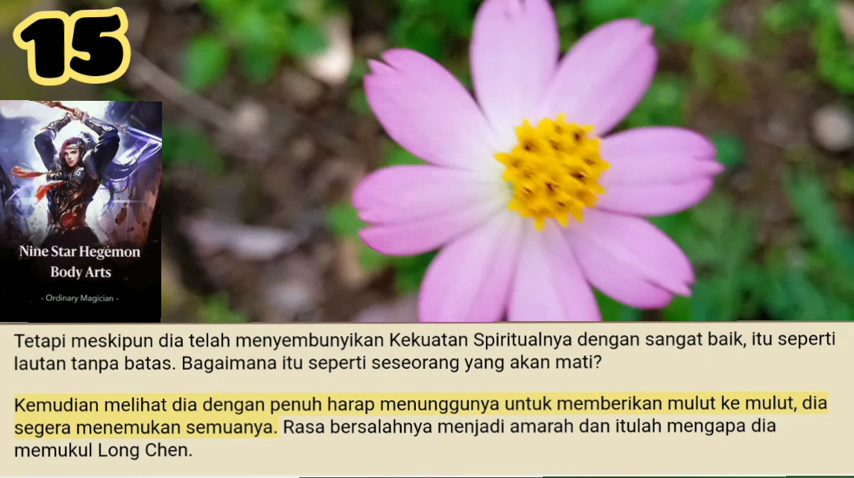 15
Nine Star Hegemon
Body Arts
- Ordinary Magician -
Tetapi meskipun dia telah menyembunyikan Kekuatan Spiritualnya dengan sangat baik, itu seperti
lautan tanpa batas. Bagaimana itu seperti seseorang yang akan mati?
Kemudian melihat dia dengan penuh harap menunggunya untuk memberikan mulut ke mulut, dia
segera menemukan semuanya. Rasa bersalahnya menjadi amarah dan itulah mengapa dia
memukul Long Chen.